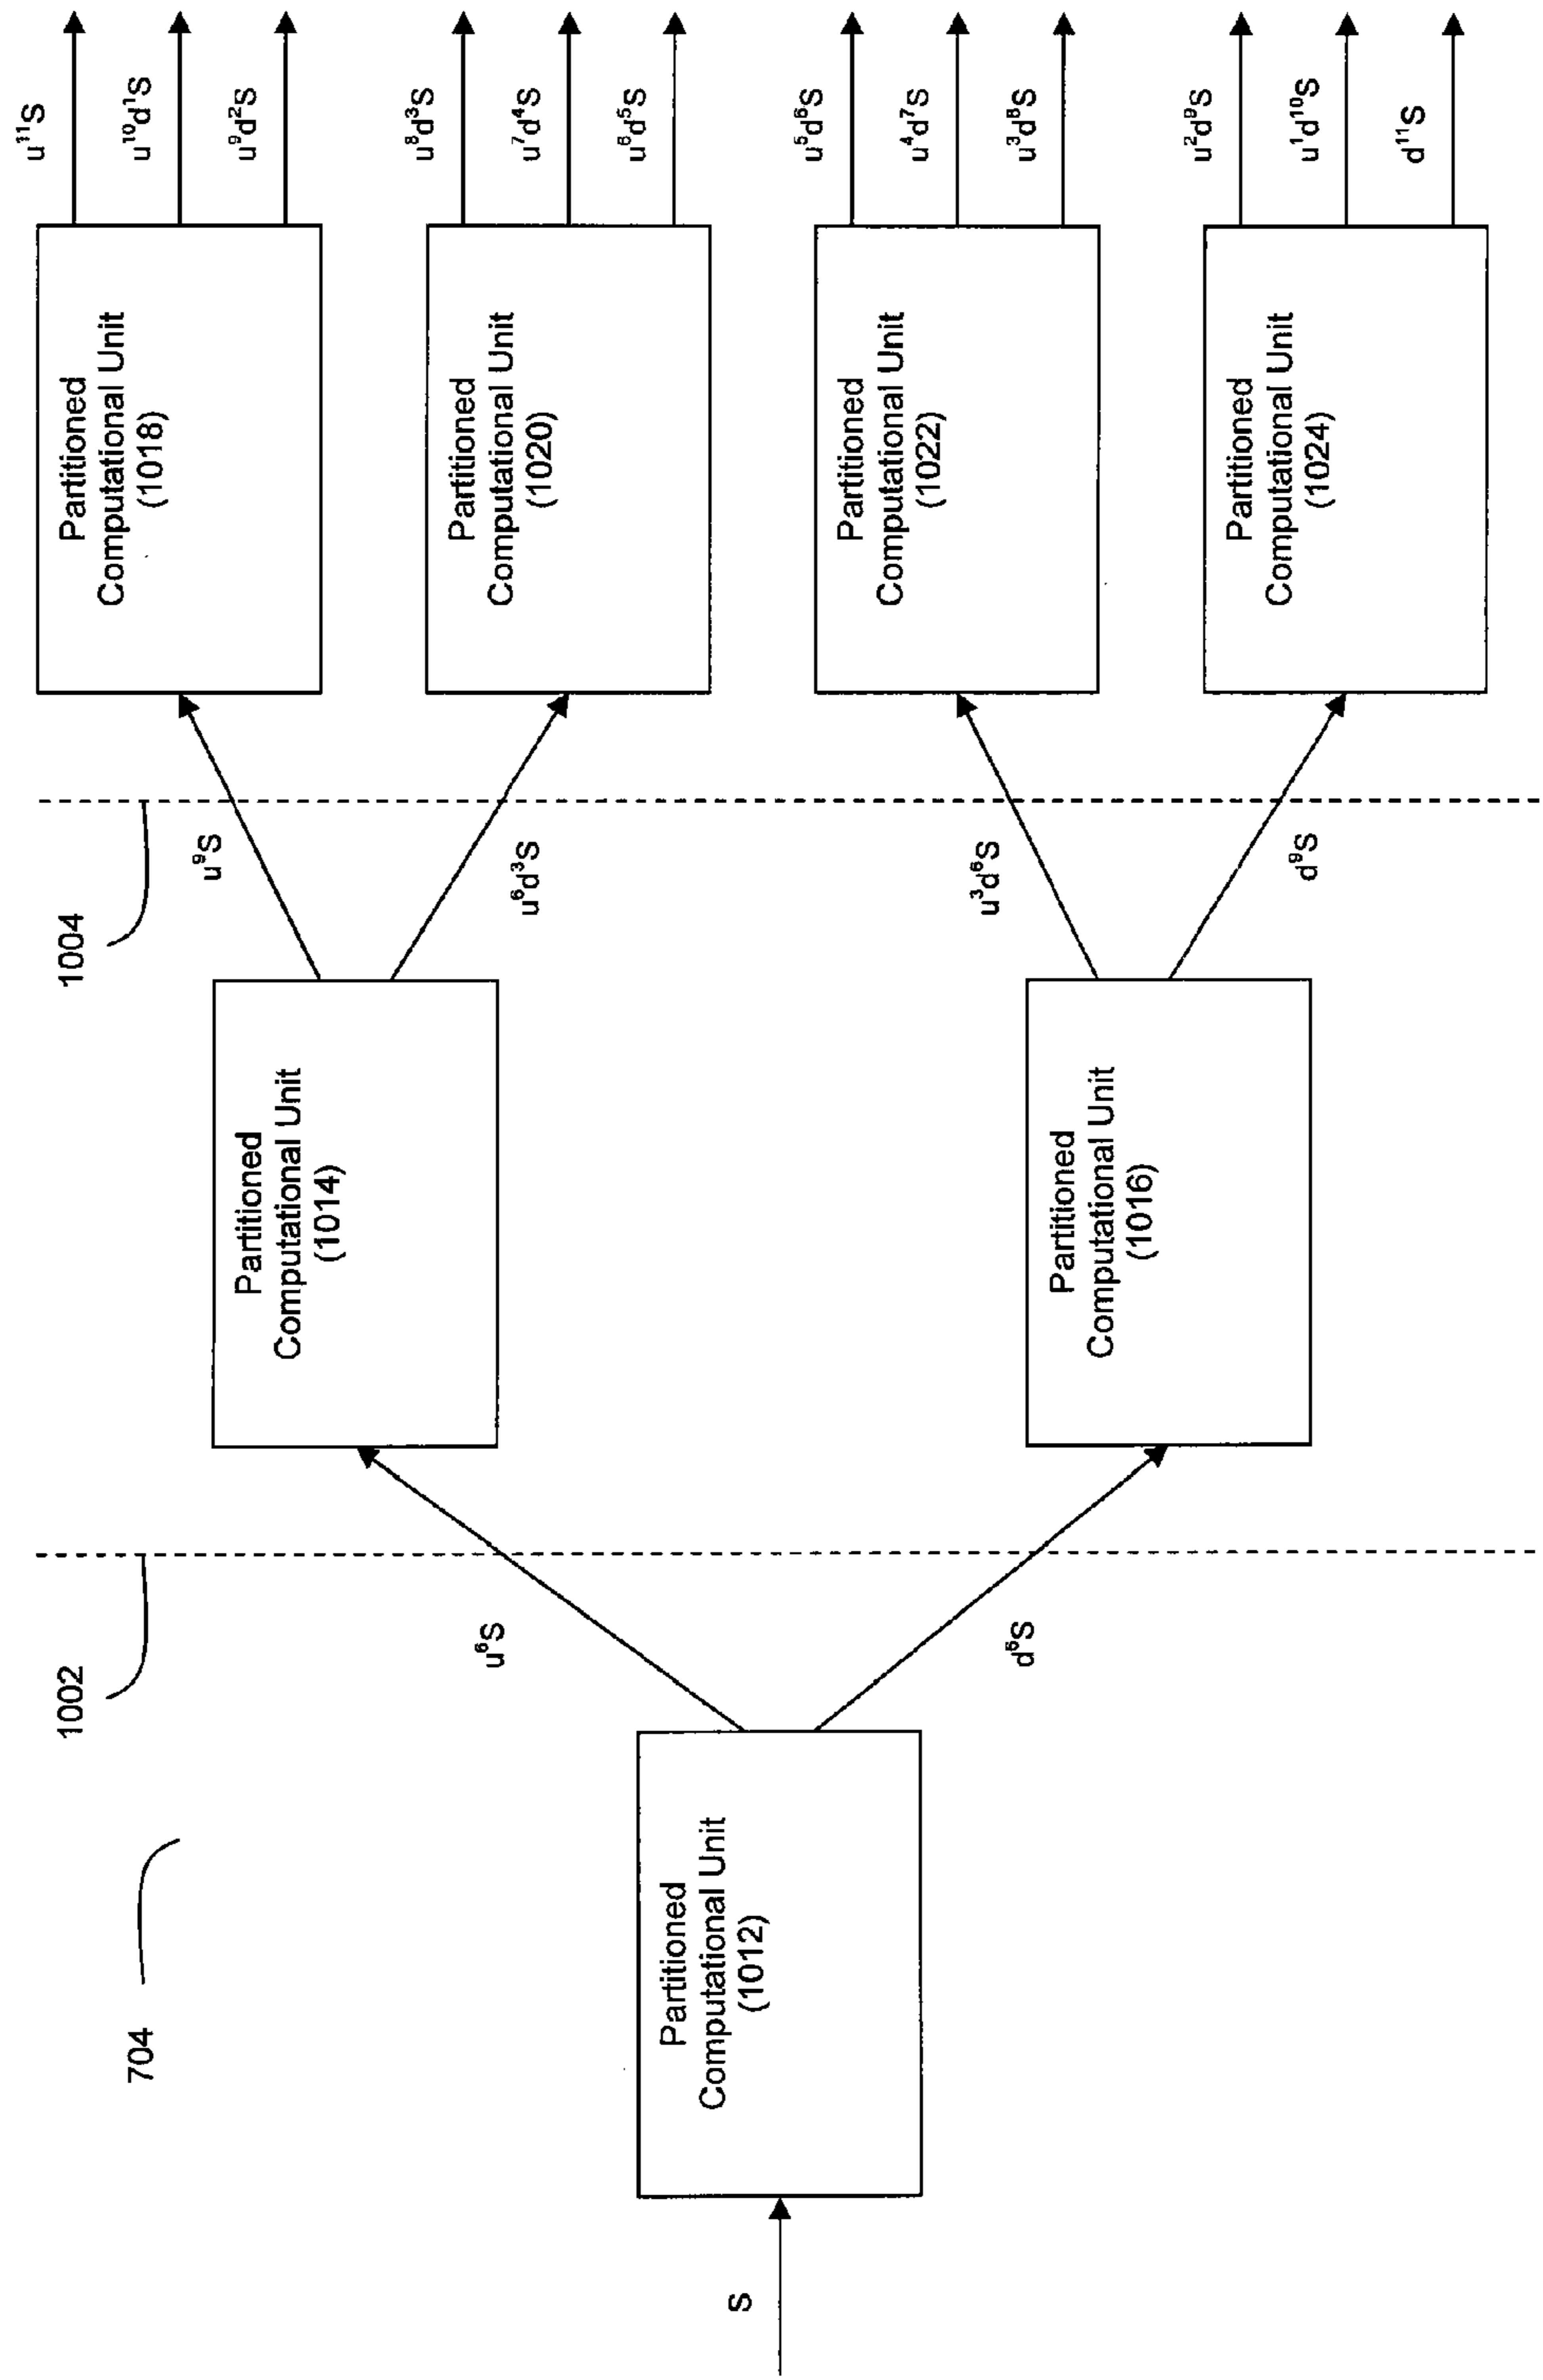 704
1002
1004
S
Partitioned
Computational Unit
(1012)
u⁶S
d⁶S
Partitioned
Computational Unit
(1014)
Partitioned
Computational Unit
(1016)
u⁹S
u⁶d³S
u³d⁶S
d⁹S
Partitioned
Computational Unit
(1018)
Partitioned
Computational Unit
(1020)
Partitioned
Computational Unit
(1022)
Partitioned
Computational Unit
(1024)
u¹¹S
u¹⁰d¹S
u⁹d²S
u⁸d³S
u⁷d⁴S
u⁶d⁵S
u⁵d⁶S
u⁴d⁷S
u³d⁸S
u²d⁹S
u¹d¹⁰S
d¹¹S